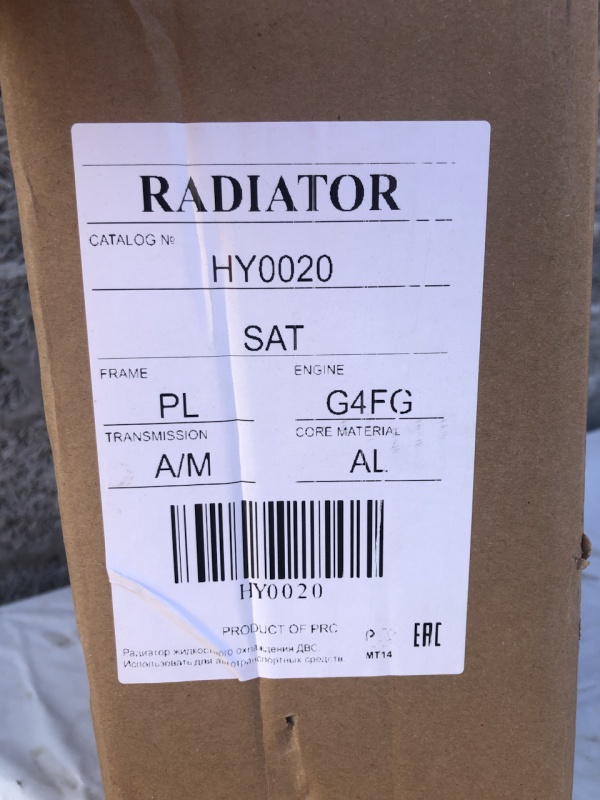 RADIATOR
CATALOG №
HY0020
SAT
FRAME ENGINE
PL G4FG
TRANSMISSION CORE MATERIAL
A/M AL
HY0020
PRODUCT OF PRC
EAC
МТ14
Радиатор жидкостного охлаждения ДВС.
Использовать для автотранспортных средств.